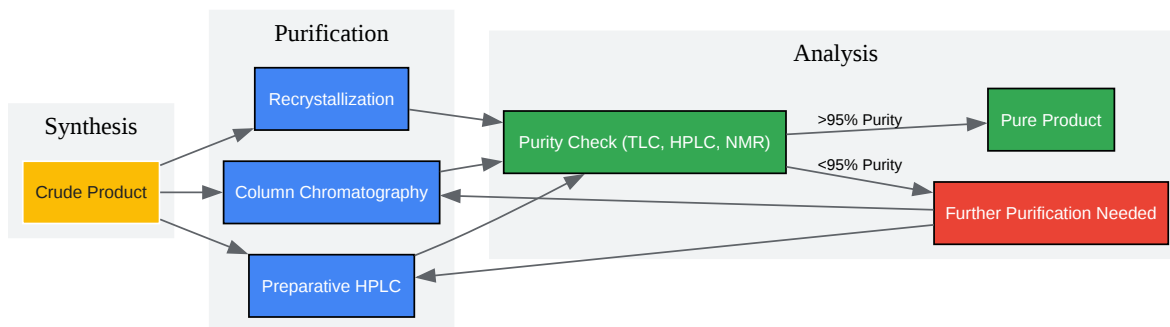 Synthesis
Crude Product
Purification
Recrystallization
Column Chromatography
Preparative HPLC
Analysis
Purity Check (TLC, HPLC, NMR)
>95% Purity
<95% Purity
Pure Product
Further Purification Needed